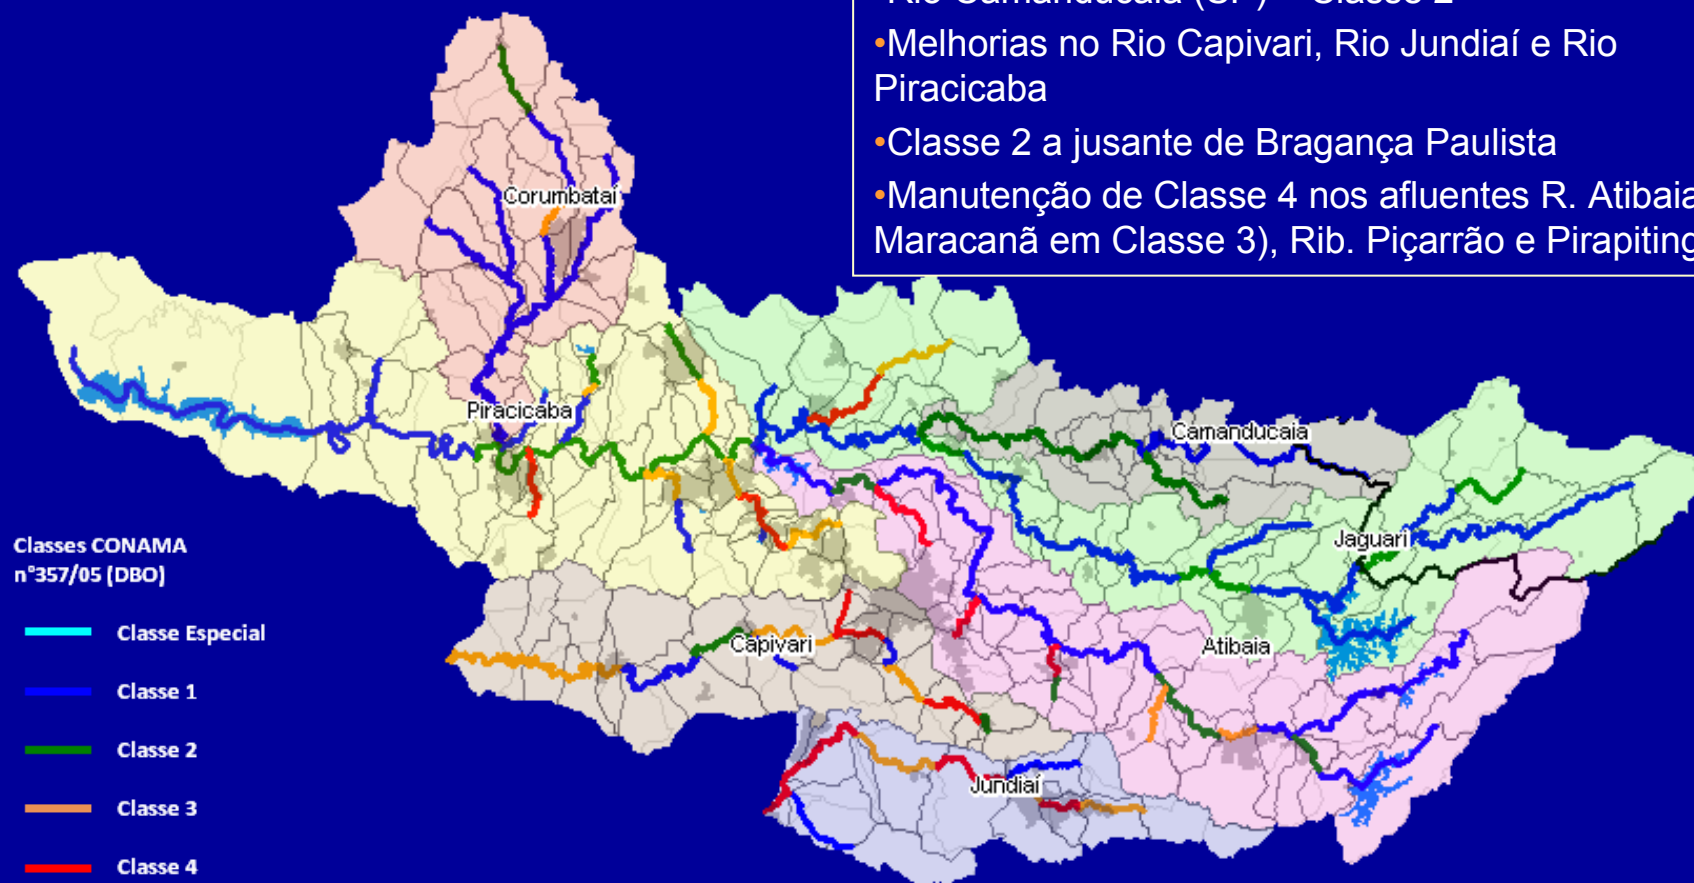 •Melhorias no Rio Capivari, Rio Jundiaí e Rio
Piracicaba
•Classe 2 a jusante de Bragança Paulista
•Manutenção de Classe 4 nos afluentes R. Atibaia
Maracanã em Classe 3), Rib. Piçarrão e Pirapiting
Corumbataí
Piracicaba
Camanducaia
Jaguari
Capivari
Atibaia
Jundiaí
Classes CONAMA
n°357/05 (DBO)
Classe Especial
Classe 1
Classe 2
Classe 3
Classe 4